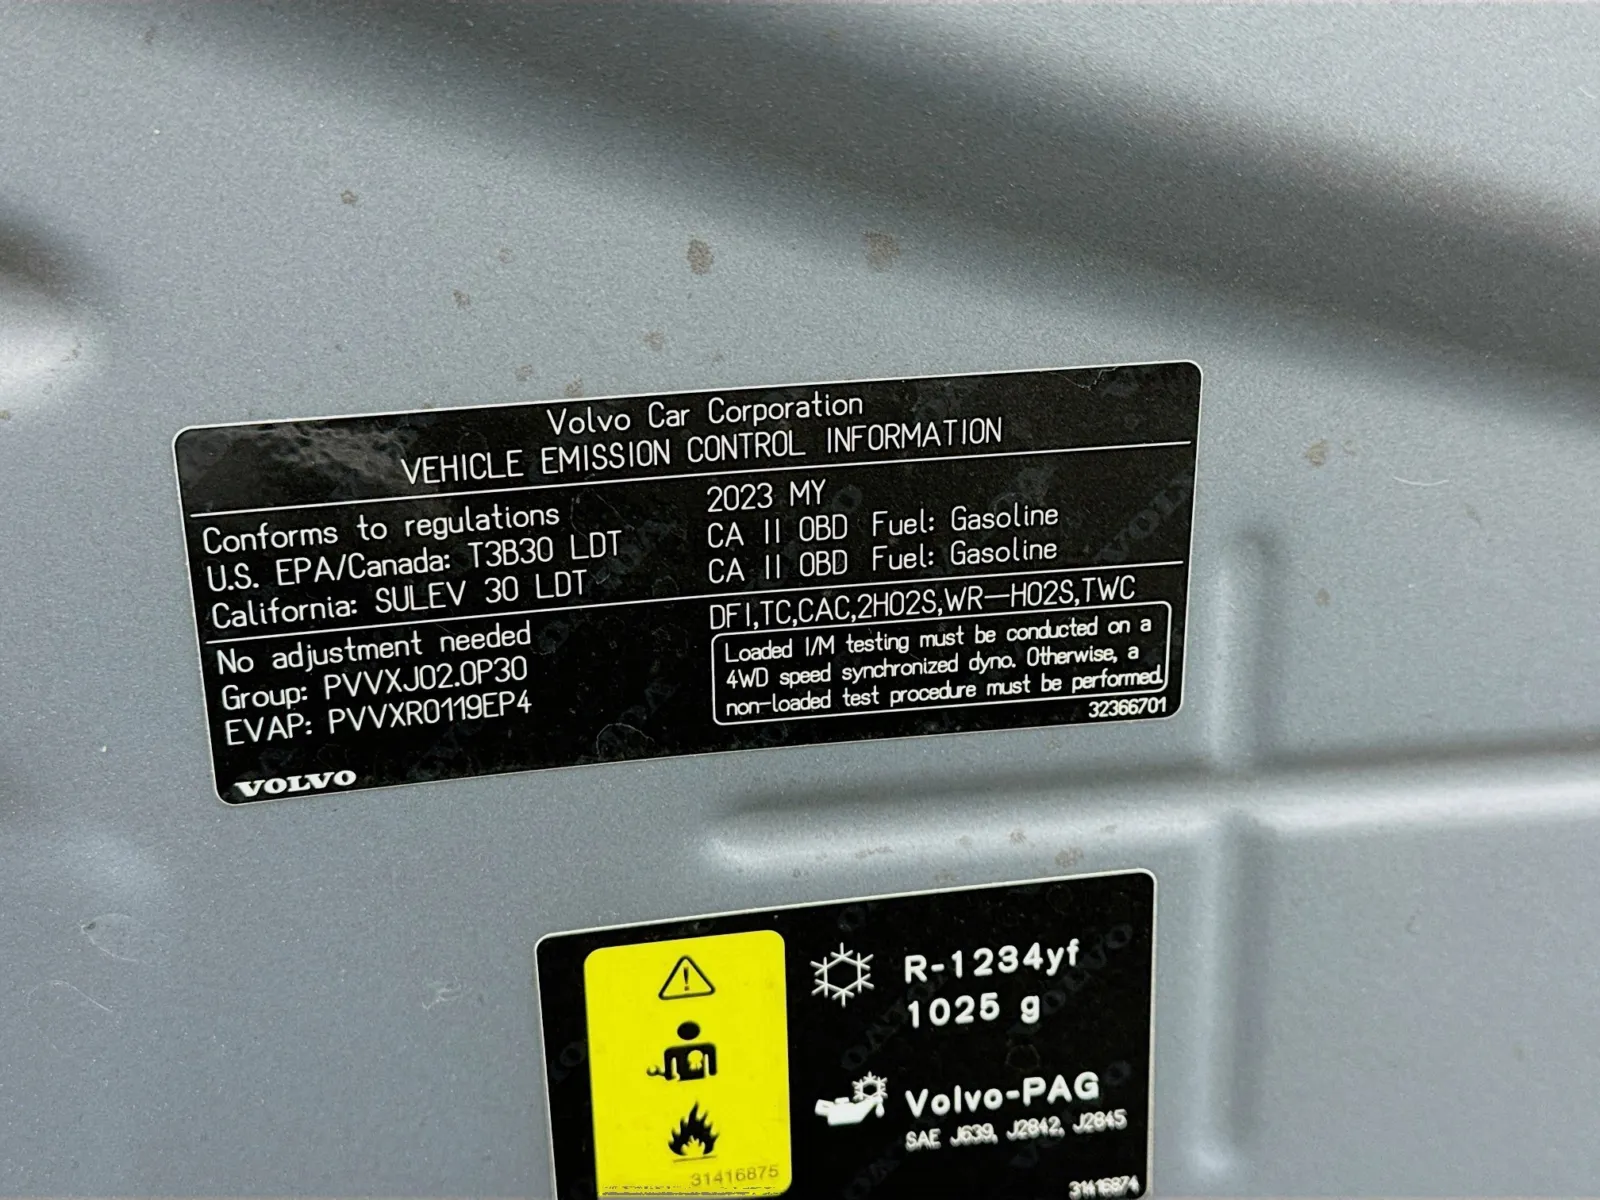 Volvo Car Corporation
VEHICLE EMISSION CONTROL INFORMATION
Conforms to regulations 2023 MY
U.S. EPA/Canada: T3B30 LDT CA II OBD Fuel: Gasoline
California: SULEV 30 LDT CA II OBD Fuel: Gasoline
No adjustment needed
Group: PVVXJ02.0P30
EVAP: PVVXR0119EP4
DFI,TC,CAC,2HO2S,WR-HO2S,TWC
Loaded I/M testing must be conducted on a
4WD speed synchronized dyno. Otherwise, a
non-loaded test procedure must be performed.
32366701
VOLVO
R-1234yf
1025 g
Volvo-PAG
SAE J639, J2842, J2845
31416875
31416874